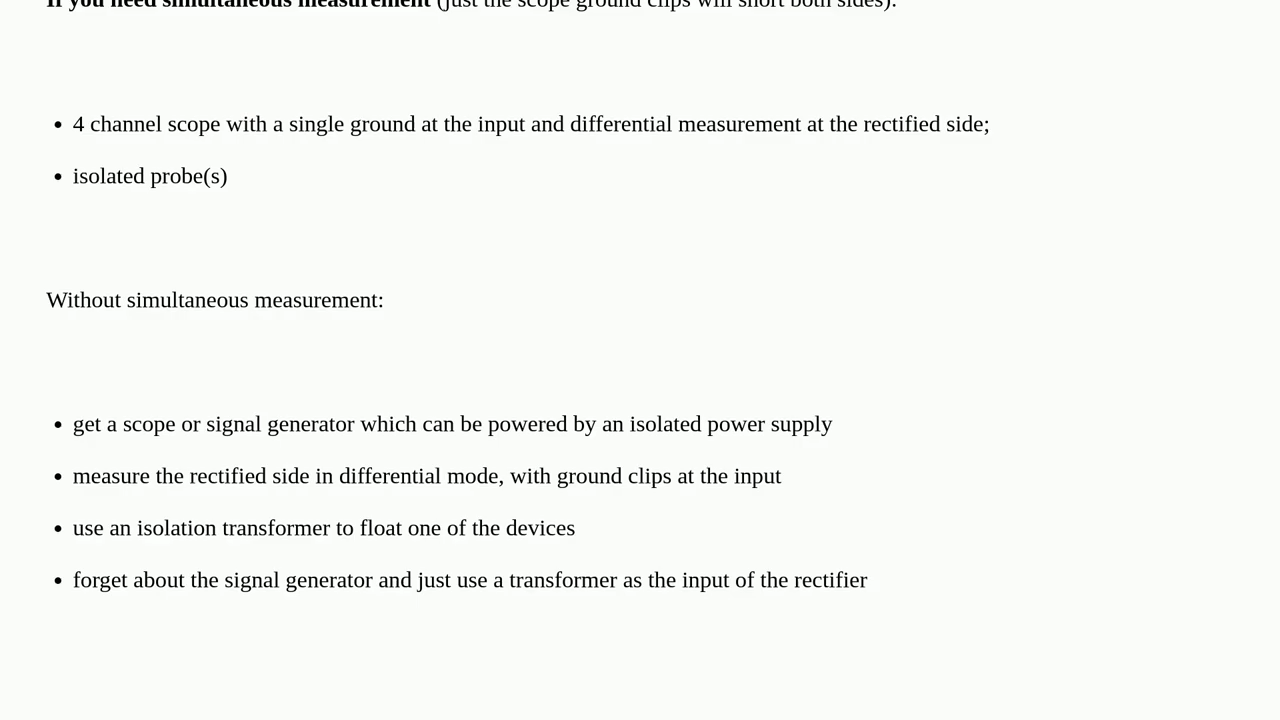 If you need simultaneous measurement (just the scope ground clips will short both sides):
4 channel scope with a single ground at the input and differential measurement at the rectified side;
isolated probe(s)
Without simultaneous measurement:
get a scope or signal generator which can be powered by an isolated power supply
measure the rectified side in differential mode, with ground clips at the input
use an isolation transformer to float one of the devices
forget about the signal generator and just use a transformer as the input of the rectifier